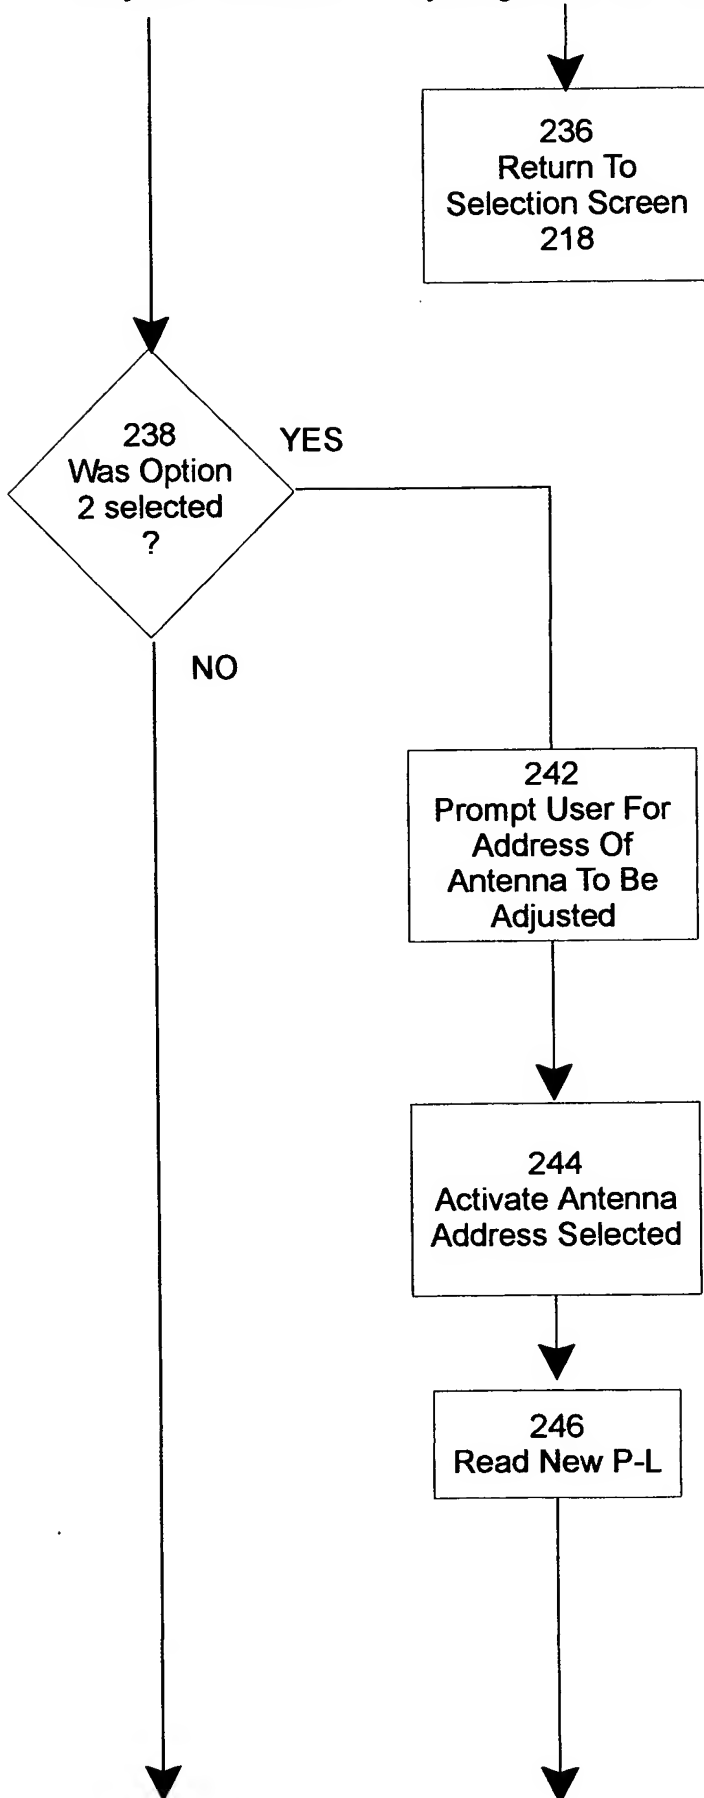 236
Return To
Selection Screen
218
238
Was Option
2 selected
?
YES
NO
242
Prompt User For
Address Of
Antenna To Be
Adjusted
244
Activate Antenna
Address Selected
246
Read New P-L